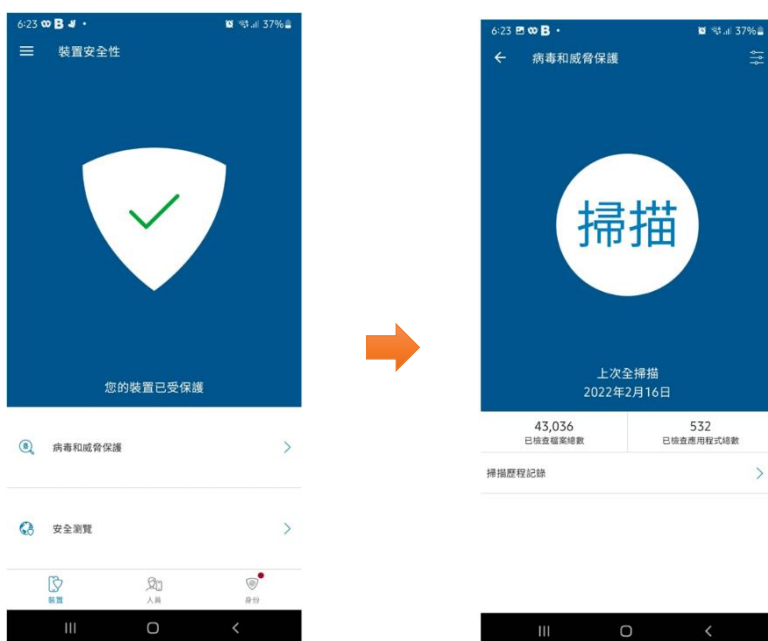 6:23
37%
裝置安全性
您的裝置已受保護
病毒和威脅保護
安全瀏覽
裝置
人員
身份
6:23
37%
病毒和威脅保護
掃描
上次全掃描
2022年2月16日
43,036
已檢查檔案總數
532
已檢查應用程式總數
掃描歷程記錄